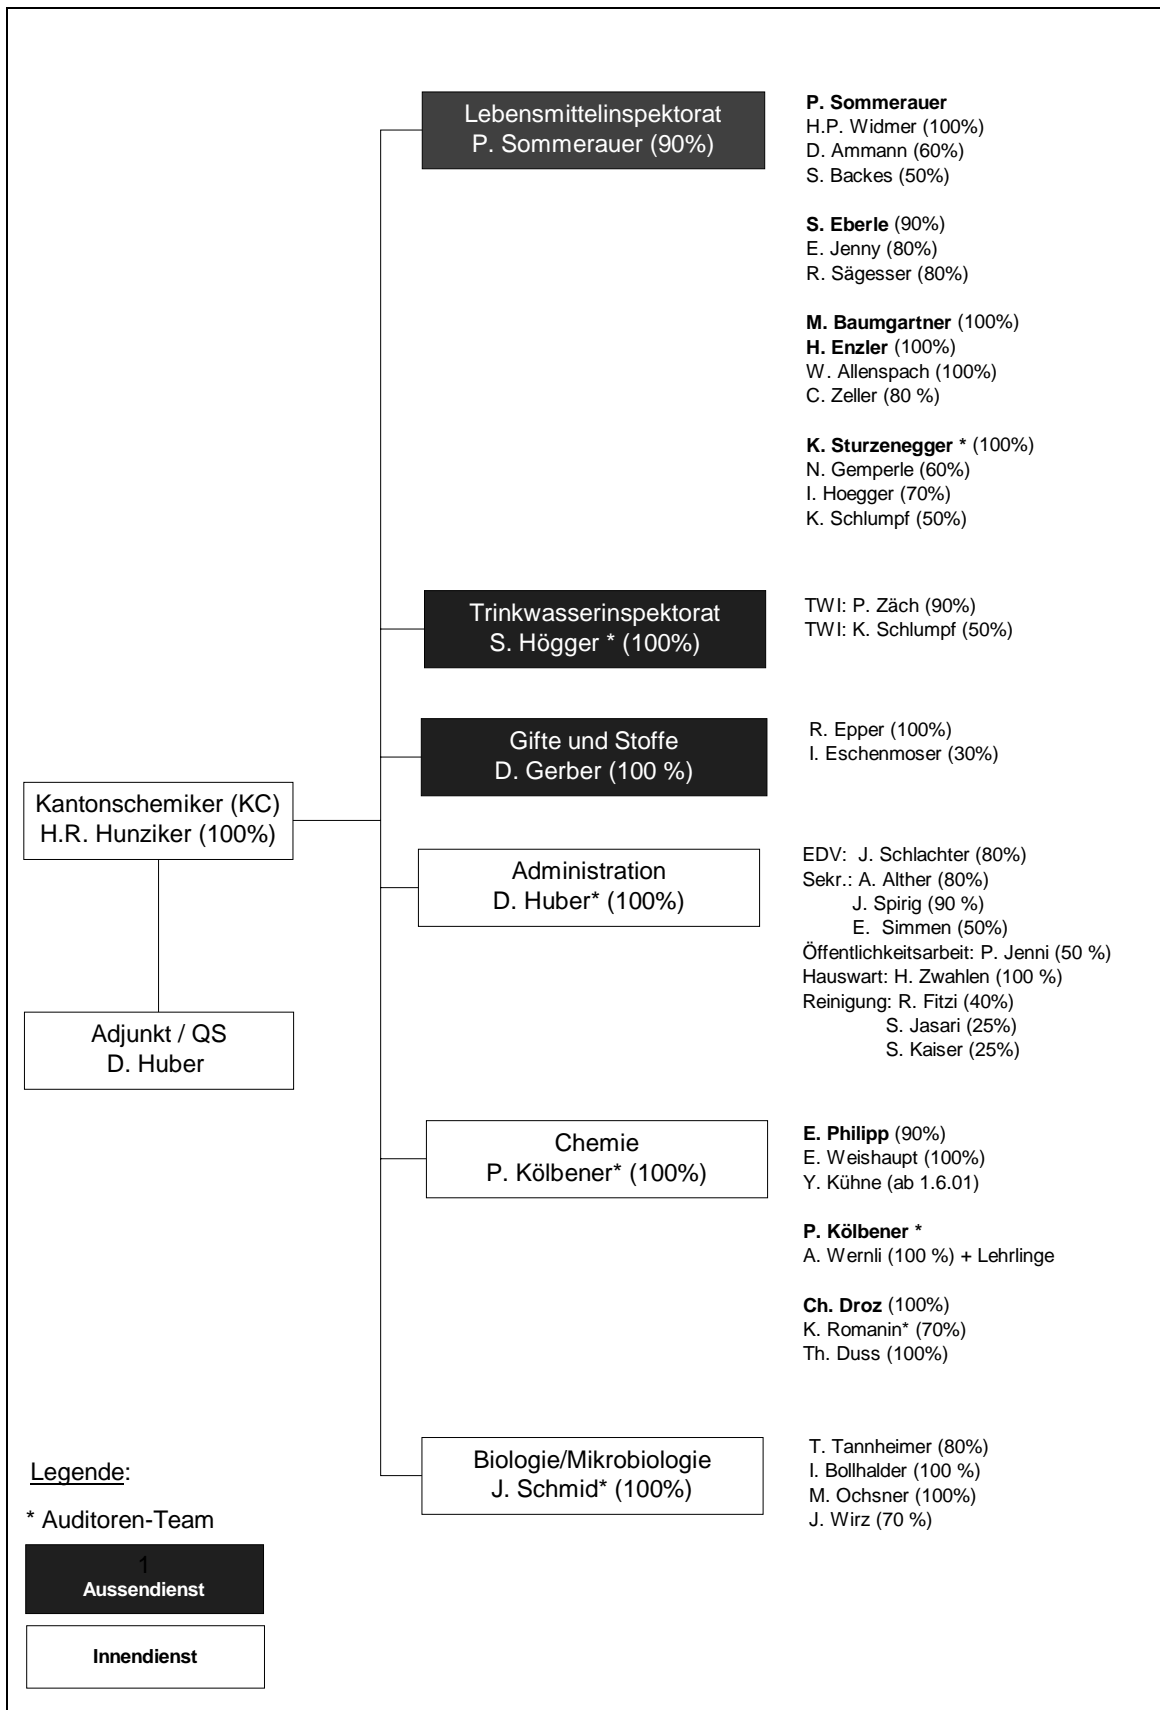 Lebensmittelinspektorat
P. Sommerauer (90%)
P. Sommerauer
H.P. Widmer (100%)
D. Ammann (60%)
S. Backes (50%)
S. Eberle (90%)
E. Jenny (80%)
R. Sägesser (80%)
M. Baumgartner (100%)
H. Enzler (100%)
W. Allenspach (100%)
C. Zeller (80 %)
K. Sturzenegger * (100%)
N. Gemperle (60%)
I. Hoegger (70%)
K. Schlumpf (50%)
Trinkwasserinspektorat
S. Högger * (100%)
TWI: P. Zäch (90%)
TWI: K. Schlumpf (50%)
Gifte und Stoffe
D. Gerber (100 %)
R. Epper (100%)
I. Eschenmoser (30%)
Kantonschemiker (KC)
H.R. Hunziker (100%)
Administration
D. Huber* (100%)
EDV: J. Schlachter (80%)
Sekr.: A. Alther (80%)
J. Spirig (90 %)
E. Simmen (50%)
Öffentlichkeitsarbeit: P. Jenni (50 %)
Hauswart: H. Zwahlen (100 %)
Reinigung: R. Fitzi (40%)
S. Jasari (25%)
S. Kaiser (25%)
Adjunkt / QS
D. Huber
Chemie
P. Kölbener* (100%)
E. Philipp (90%)
E. Weishaupt (100%)
Y. Kühne (ab 1.6.01)
P. Kölbener *
A. Wernli (100 %) + Lehrlinge
Ch. Droz (100%)
K. Romanin* (70%)
Th. Duss (100%)
Biologie/Mikrobiologie
J. Schmid* (100%)
T. Tannheimer (80%)
I. Bollhalder (100 %)
M. Ochsner (100%)
J. Wirz (70 %)
Legende:
* Auditoren-Team
1
Aussendienst
Innendienst